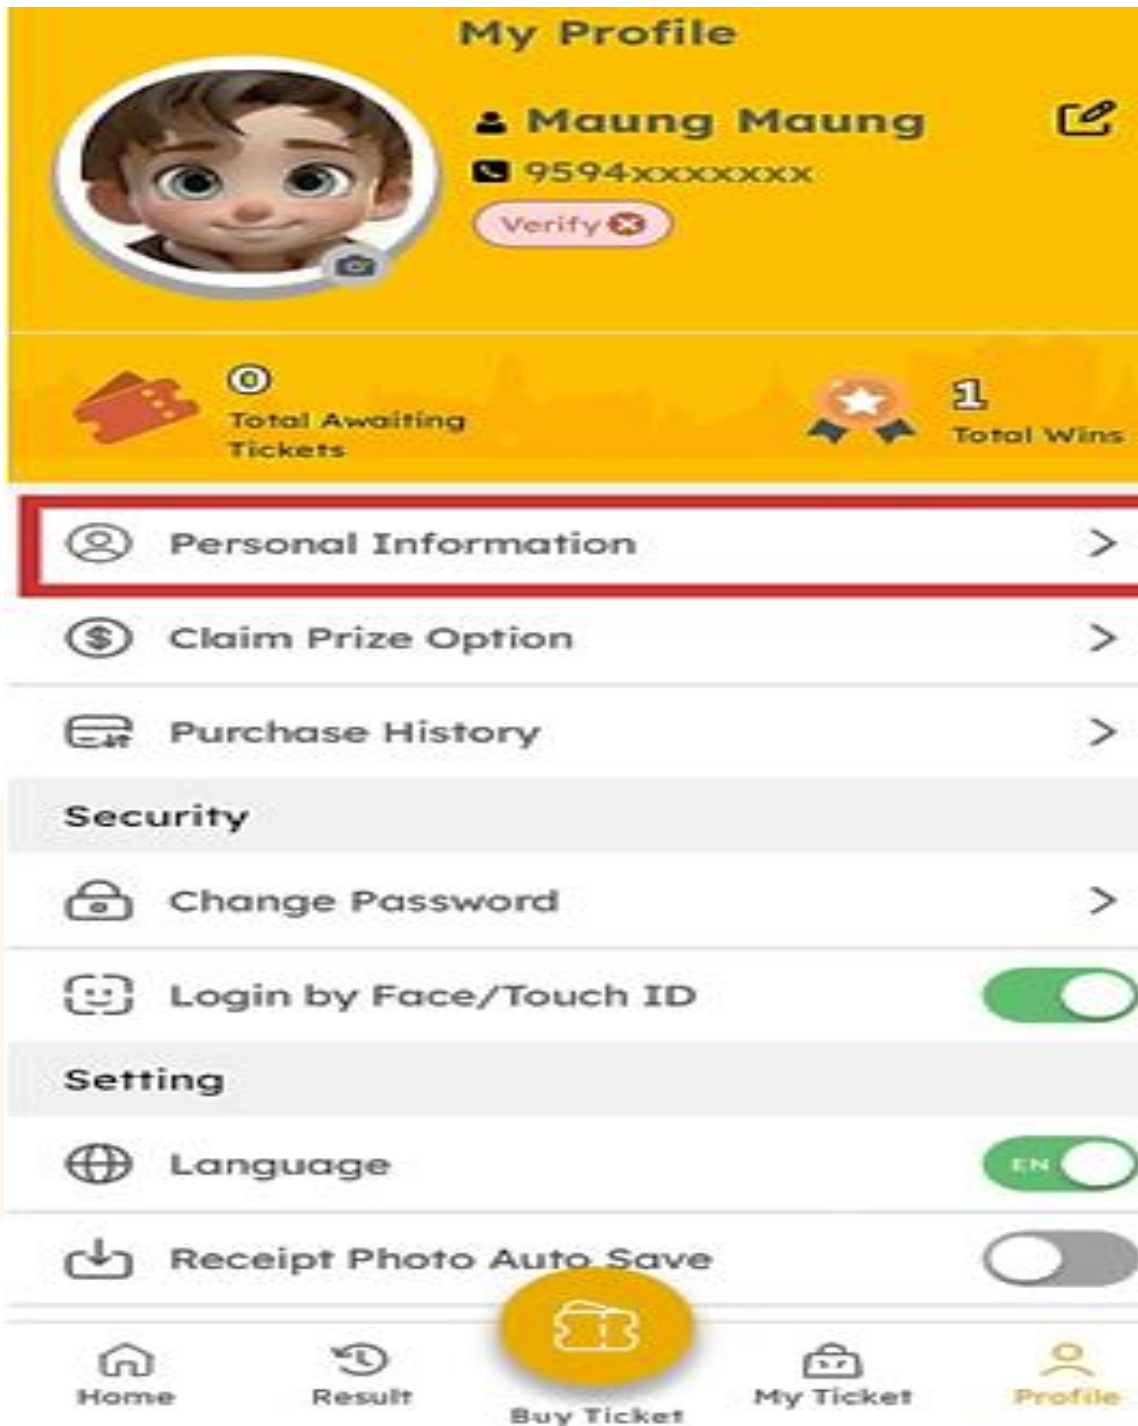 My Profile
Maung Maung
9594xxxxxxxx
Verify
0
Total Awaiting
Tickets
1
Total Wins
Personal Information
Claim Prize Option
Purchase History
Security
Change Password
Login by Face/Touch ID
Setting
Language
EN
Receipt Photo Auto Save
Home
Result
Buy Ticket
My Ticket
Profile